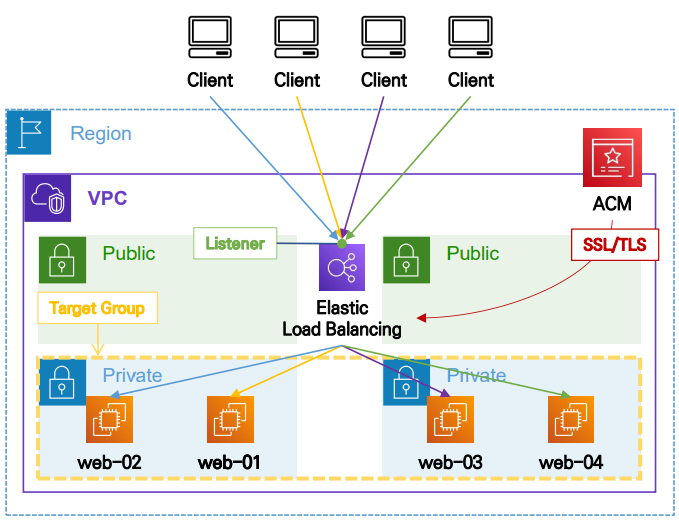 Client
Client
Client
Client
Region
VPC
ACM
SSL/TLS
Listener
Public
Public
Elastic
Load Balancing
Target Group
Private
Private
web-02
web-01
web-03
web-04